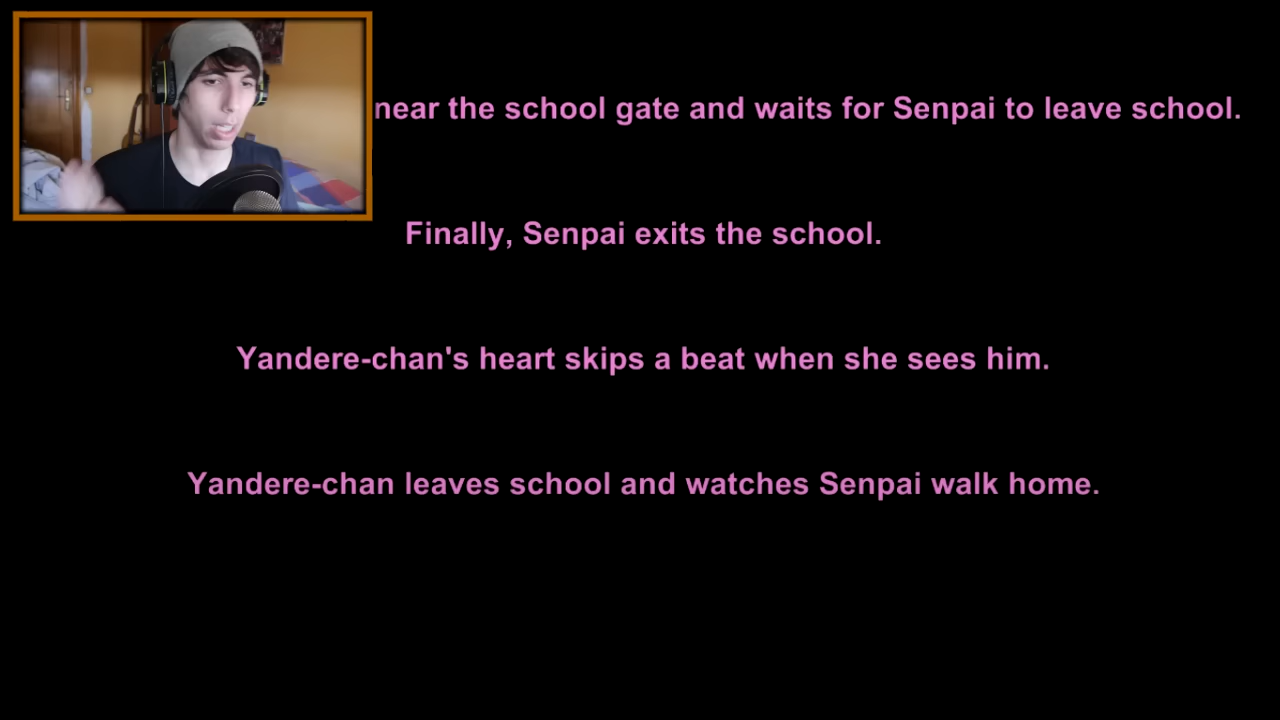 near the school gate and waits for Senpai to leave school.
Finally, Senpai exits the school.
Yandere-chan's heart skips a beat when she sees him.
Yandere-chan leaves school and watches Senpai walk home.